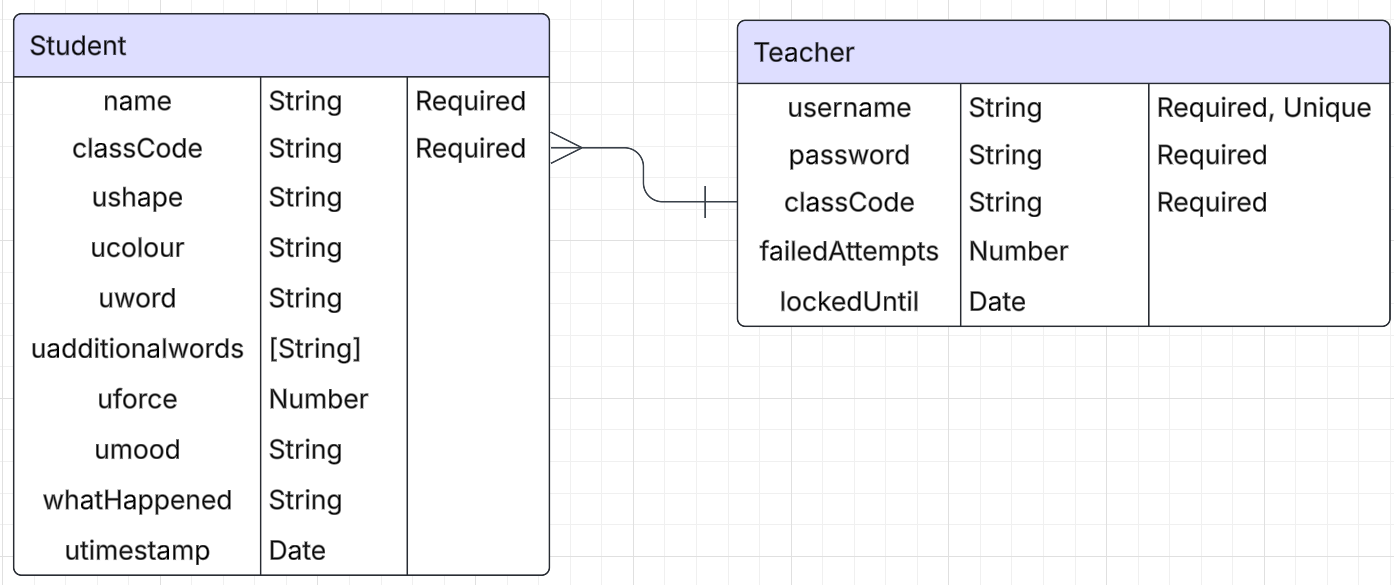 Student
name String Required
classCode String Required
ushape String
ucolour String
uword String
uadditionalwords [String]
uforce Number
umood String
whatHappened String
utimestamp Date
Teacher
username String Required, Unique
password String Required
classCode String Required
failedAttempts Number
lockedUntil Date